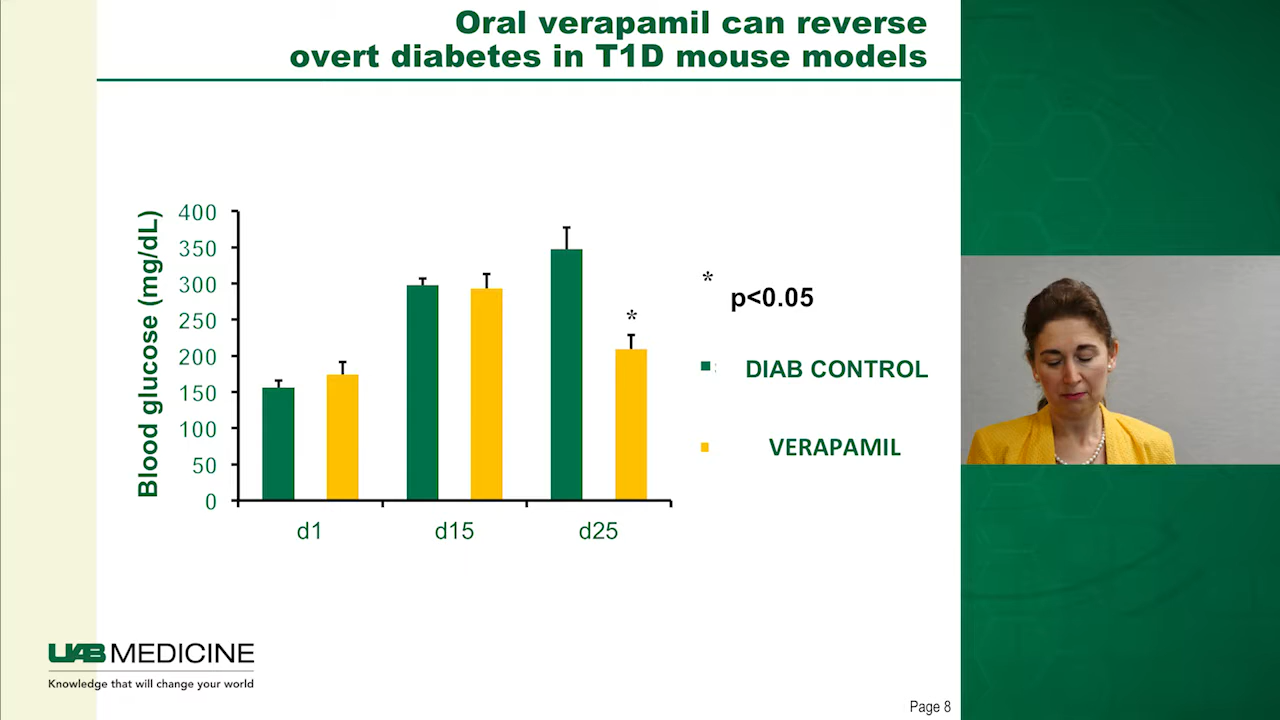 Oral verapamil can reverse
overt diabetes in T1D mouse models
Blood glucose (mg/dL)
400
350
300
250
200
150
100
50
0
d1
d15
d25
*
* p<0.05
DIAB CONTROL
VERAPAMIL
UAB MEDICINE
Knowledge that will change your world
Page 8